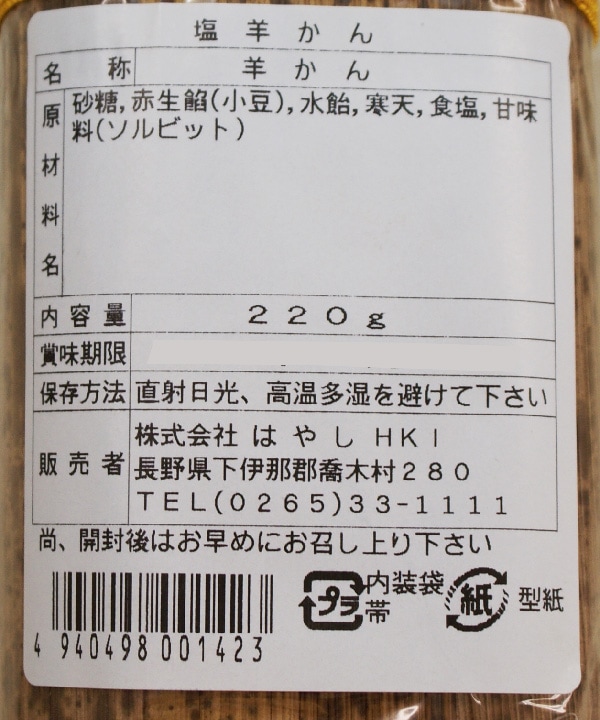 塩羊かん
名称 羊かん
原材料名 砂糖,赤生餡(小豆),水飴,寒天,食塩,甘味
料(ソルビット)
内容量 220g
賞味期限
保存方法 直射日光、高温多湿を避けて下さい
販売者 株式会社 はやし HKI
長野県下伊那郡喬木村280
TEL(0265)33-1111
尚、開封後はお早めにお召し上り下さい
プラ 内装袋
帯
紙 型紙
4 940498 001423